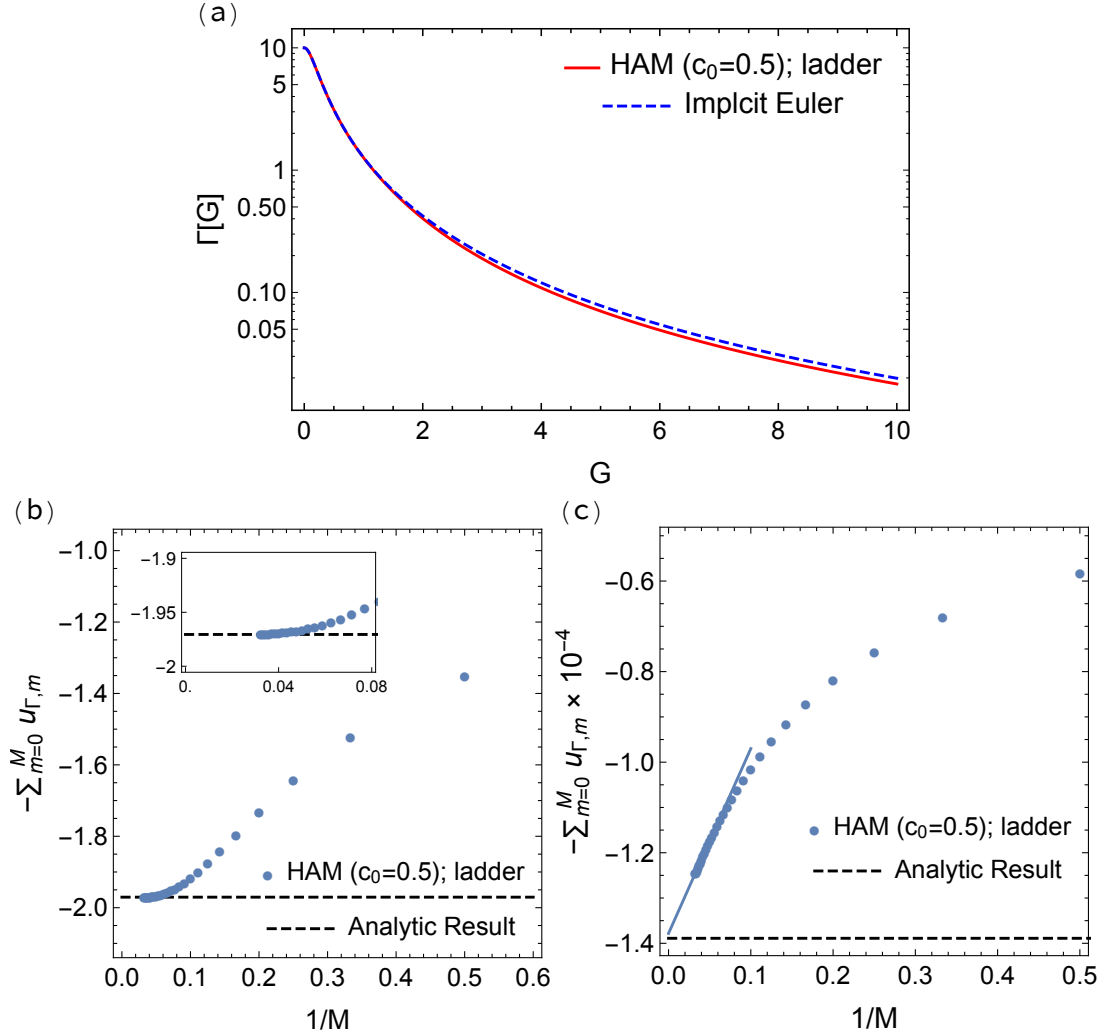 (a)
HAM (c₀=0.5); ladder
Implcit Euler
Γ[G]
10
5
1
0.50
0.10
0.05
0 2 4 6 8 10
G
(b)
−∑ᴹₘ₌₀ u_Γ,m
−1.0
−1.2
−1.4
−1.6
−1.8
−2.0
−1.9
−1.95
−2
0. 0.04 0.08
HAM (c₀=0.5); ladder
Analytic Result
0.0 0.1 0.2 0.3 0.4 0.5 0.6
1/M
(c)
−∑ᴹₘ₌₀ u_Γ,m × 10⁻⁴
−0.6
−0.8
−1.0
−1.2
−1.4
HAM (c₀=0.5); ladder
Analytic Result
0.0 0.1 0.2 0.3 0.4 0.5
1/M